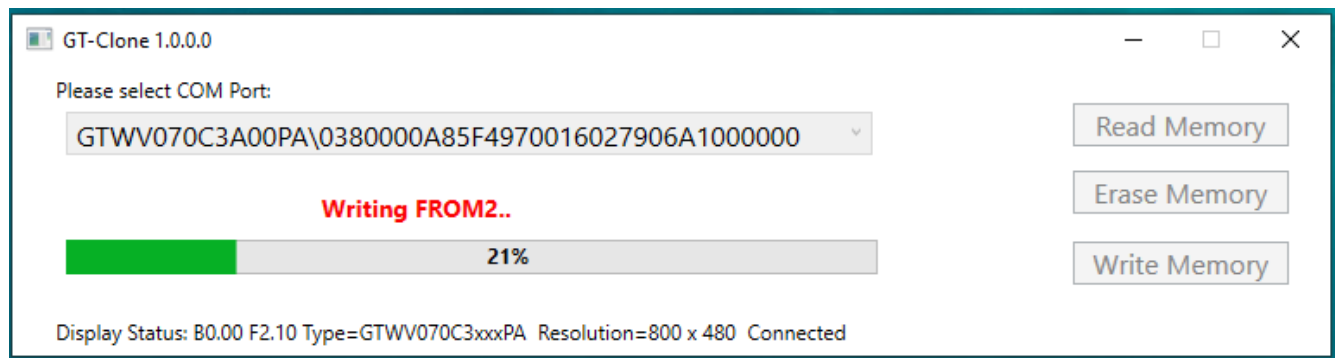 GT-Clone 1.0.0.0
Please select COM Port:
GTWV070C3A00PA\0380000A85F4970016027906A1000000
Read Memory
Erase Memory
Writing FROM2..
21%
Write Memory
Display Status: B0.00 F2.10 Type=GTWV070C3xxxPA  Resolution=800 x 480  Connected